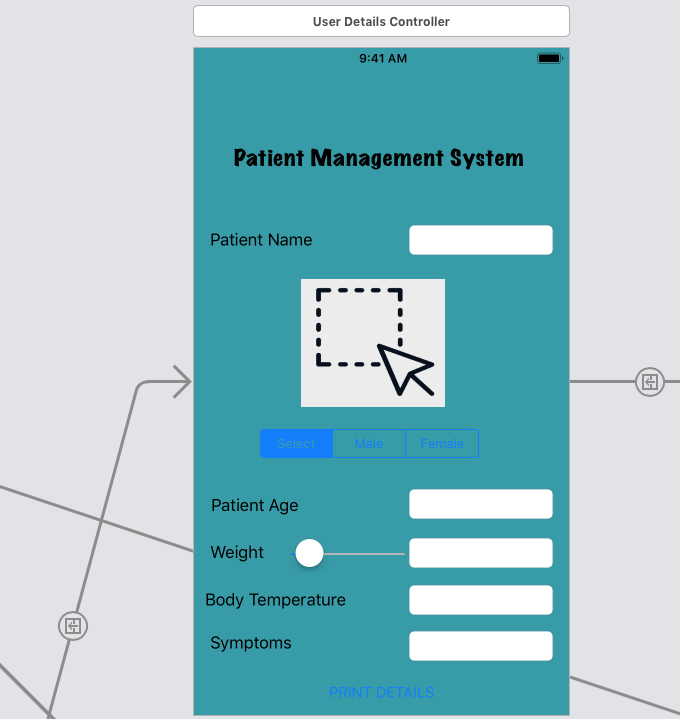 User Details Controller
9:41 AM
Patient Management System
Patient Name
Select Male Female
Patient Age
Weight
Body Temperature
Symptoms
PRINT DETAILS